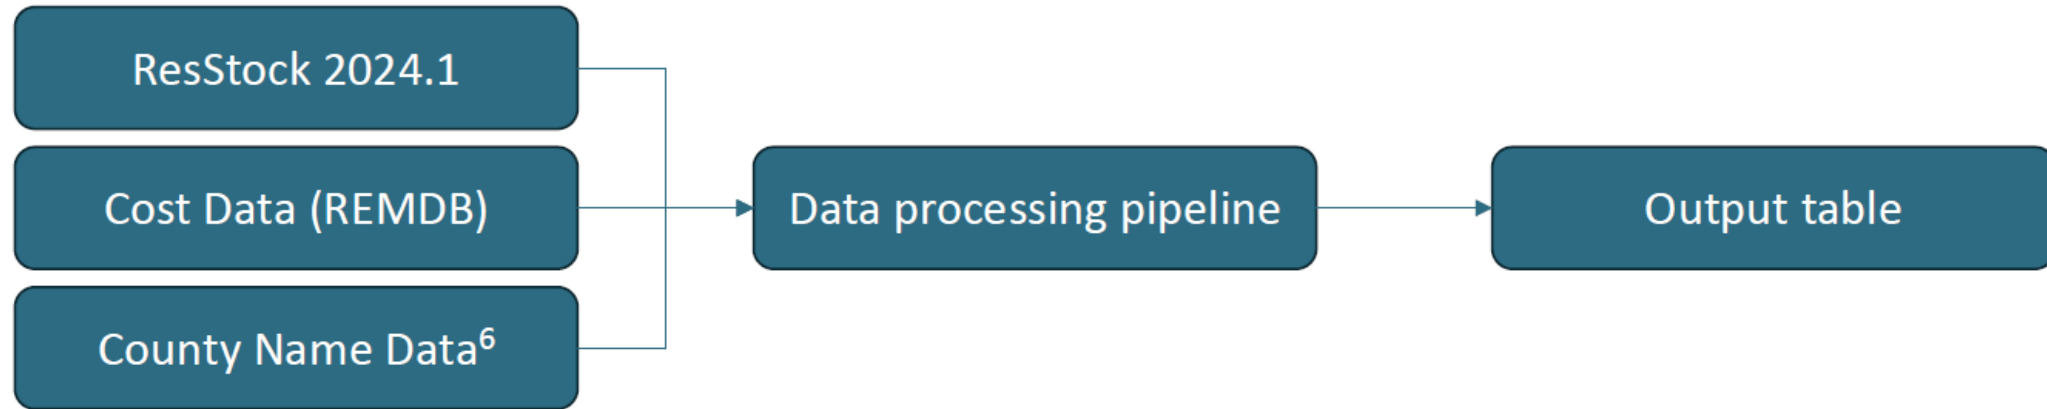 ResStock 2024.1
Cost Data (REMDB)
County Name Data⁶
Data processing pipeline
Output table